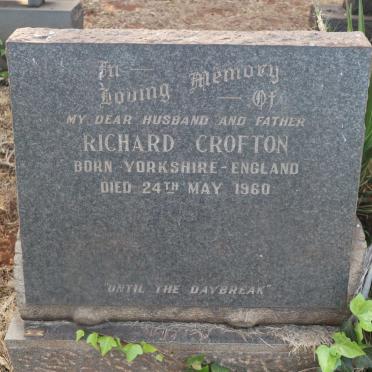 In Loving Memory Of
MY DEAR HUSBAND AND FATHER
RICHARD CROFTON
BORN YORKSHIRE - ENGLAND
DIED 24TH MAY 1960
"UNTIL THE DAYBREAK"